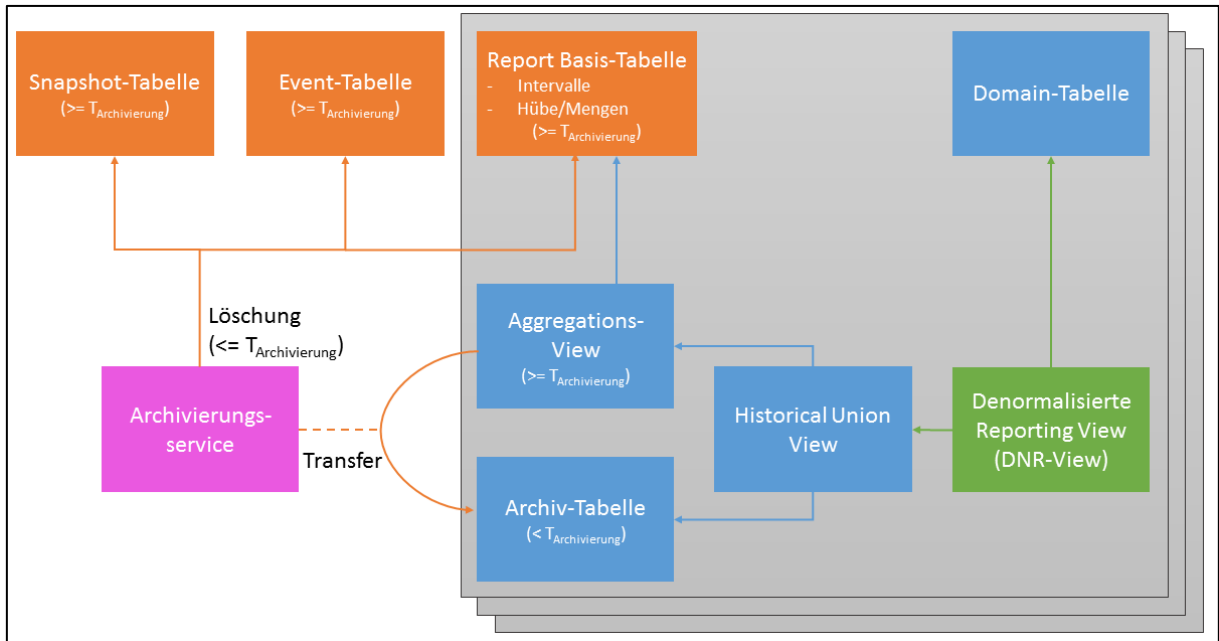 Snapshot-Tabelle
(>= TArchivierung)
Event-Tabelle
(>= TArchivierung)
Report Basis-Tabelle
- Intervalle
- Hübe/Mengen
(>= TArchivierung)
Domain-Tabelle
Löschung
(<= TArchivierung)
Aggregations-
View
(>= TArchivierung)
Archivierungs-
service
Transfer
Historical Union
View
Denormalisierte
Reporting View
(DNR-View)
Archiv-Tabelle
(< TArchivierung)